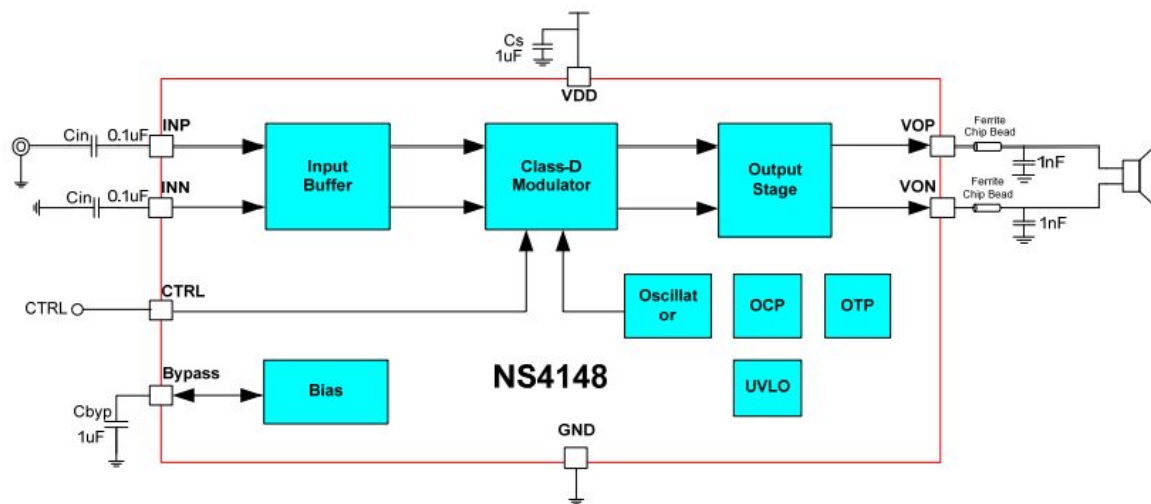 Cs
1uF
VDD
Cin
0.1uF
INP
Input
Buffer
Class-D
Modulator
Output
Stage
VOP
Ferrite
Chip Bead
1nF
Cin
0.1uF
INN
VON
Ferrite
Chip Bead
1nF
CTRL
CTRL
Oscillat
or
OCP
OTP
Bypass
Bias
NS4148
UVLO
Cbyp
1uF
GND